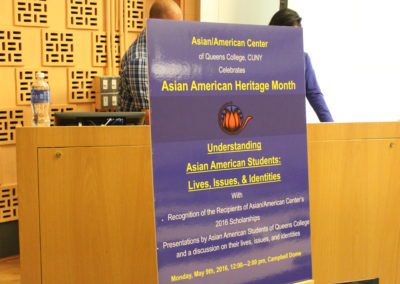 Asian/American Center
of Queens College, CUNY
Celebrates
Asian American Heritage Month
Understanding
Asian American Students:
Lives, Issues, & Identities
With
• Recognition of the Recipients of Asian/American Center's
2016 Scholarships
• Presentations by Asian American Students of Queens College
and a discussion on their lives, issues, and identities
Monday, May 9th, 2016, 12:00—2:00 pm, Campbell Dome